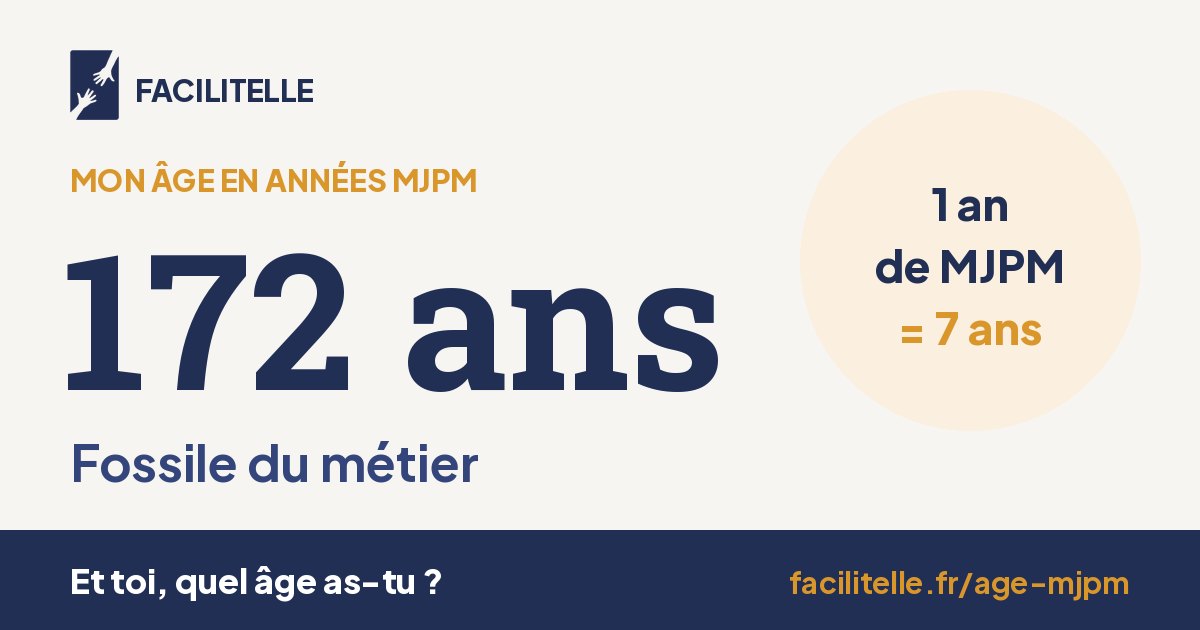 FACILITELLE
MON ÂGE EN ANNÉES MJPM
172 ans
Fossile du métier
1 an
de MJPM
= 7 ans
Et toi, quel âge as-tu ?
facilitelle.fr/age-mjpm